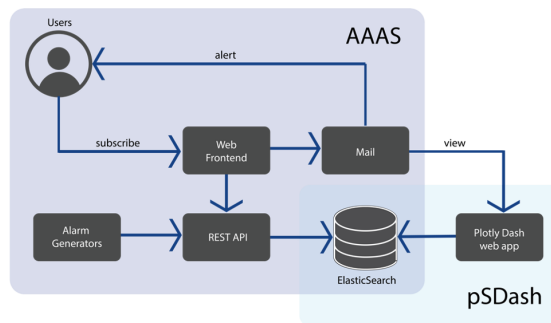 Users
AAAS
alert
subscribe
Web
Frontend
Mail
view
Alarm
Generators
REST API
ElasticSearch
Plotly Dash
web app
pSDash